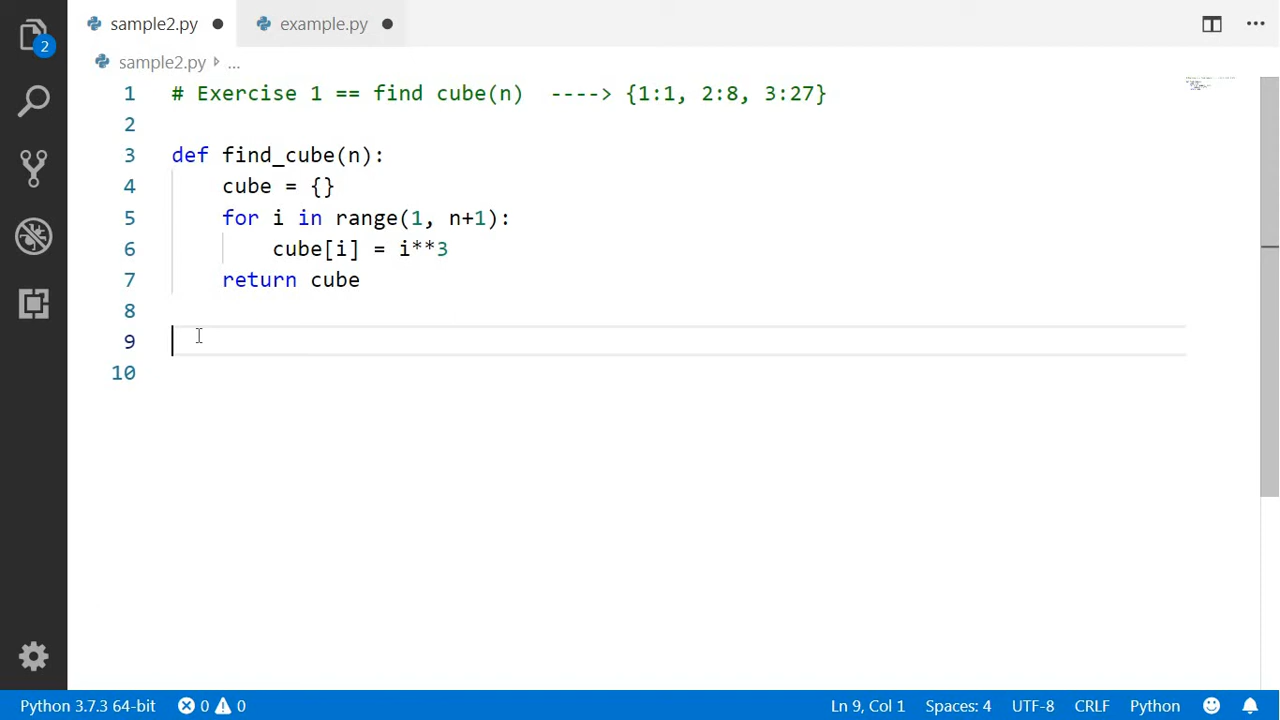 sample2.py ● example.py ● ...
2
sample2.py ▸ ...
1 # Exercise 1 == find cube(n)  ----> {1:1, 2:8, 3:27}
2
3 def find_cube(n):
4     cube = {}
5     for i in range(1, n+1):
6         cube[i] = i**3
7     return cube
8
9
10
Python 3.7.3 64-bit 0 0 Ln 9, Col 1 Spaces: 4 UTF-8 CRLF Python